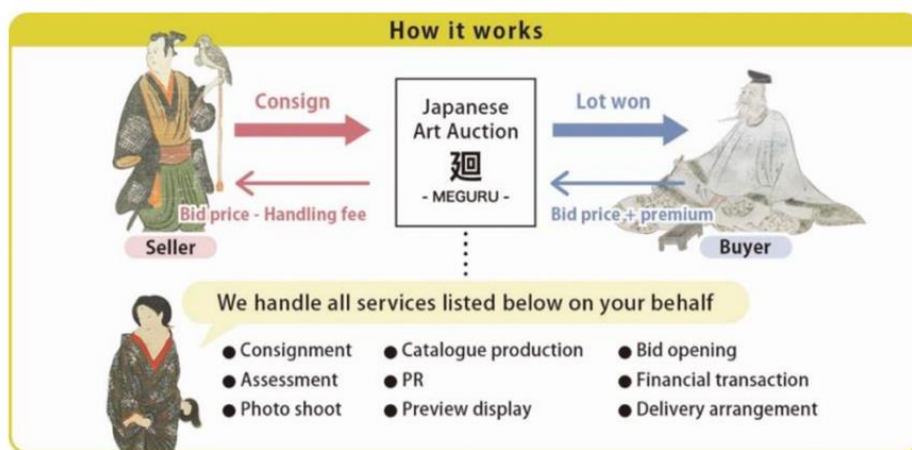 How it works
Consign
Bid price - Handling fee
Seller
Japanese
Art Auction
廻
- MEGURU -
Lot won
Bid price + premium
Buyer
We handle all services listed below on your behalf
● Consignment
● Assessment
● Photo shoot
● Catalogue production
● PR
● Preview display
● Bid opening
● Financial transaction
● Delivery arrangement